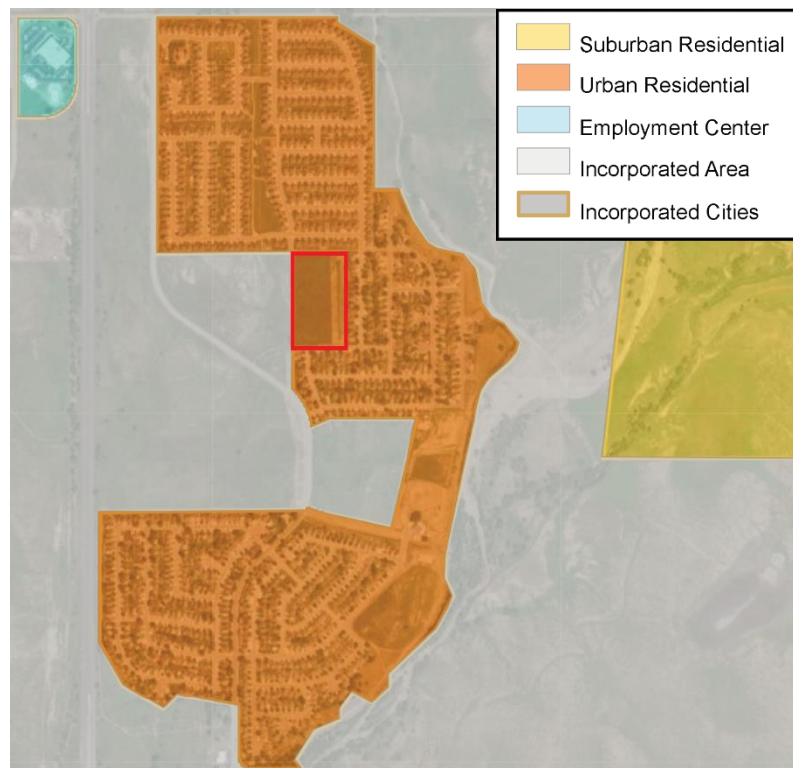 Suburban Residential
Urban Residential
Employment Center
Incorporated Area
Incorporated Cities